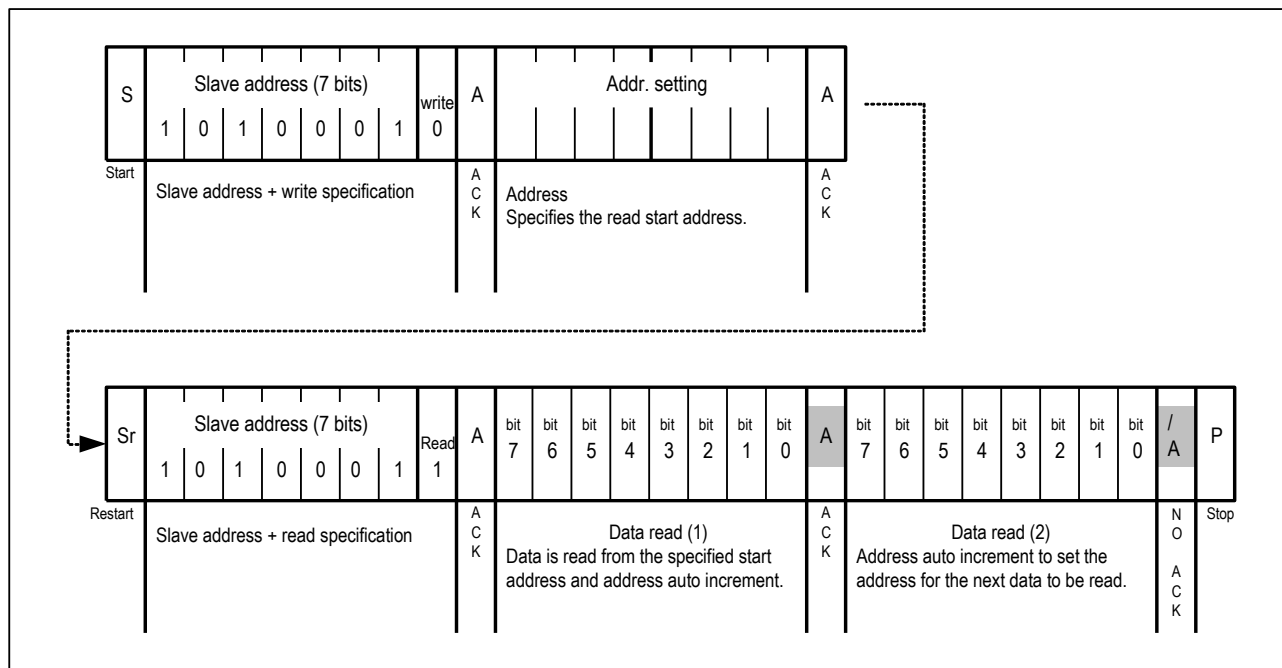 S
Slave address (7 bits)
write
A
Addr. setting
A
1 0 1 0 0 0 1 0
Start
Slave address + write specification
A
C
K
Address
Specifies the read start address.
A
C
K
Sr
Slave address (7 bits)
Read
A
bit bit bit bit bit bit bit bit
7 6 5 4 3 2 1 0
A
bit bit bit bit bit bit bit bit
7 6 5 4 3 2 1 0
/
A
P
1 0 1 0 0 0 1 1
Restart
Slave address + read specification
A
C
K
Data read (1)
Data is read from the specified start
address and address auto increment.
A
C
K
Data read (2)
Address auto increment to set the
address for the next data to be read.
N
O
A
C
K
Stop